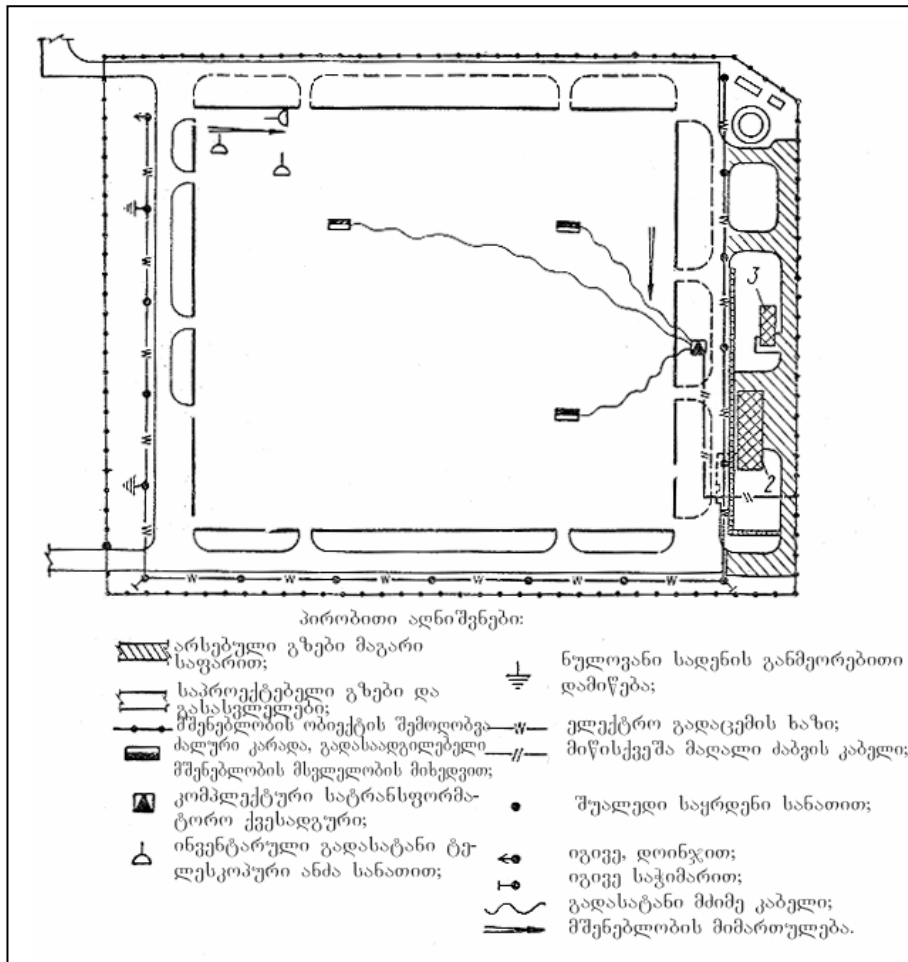 3
2
პირობითი აღნიშვნები:
არსებული გზები მაგარი
საფარით;
საპროექტებელი გზები და
გასასვლელები;
მშენებლობის ობიექტის შემოღობვა
ძალური კარადა, გადასაადგილებელი
მშენებლობის მსვლელობის მიხედვით;
კომპლექტური სატრანსფორმა-
ტორო ქვესადგური;
ინვენტარული გადასატანი ტე-
ლესკოპური ანძა სანათით;
ნულოვანი სადენის განმეორებითი
დამიწება;
ელექტრო გადაცემის ხაზი;
მიწისქვეშა მაღალი ძაბვის კაბელი;
შუალედი საყრდენი სანათით;
იგივე, დოინჯით;
იგივე საჭიმარით;
გადასატანი მძიმე კაბელი;
მშენებლობის მიმართულება.